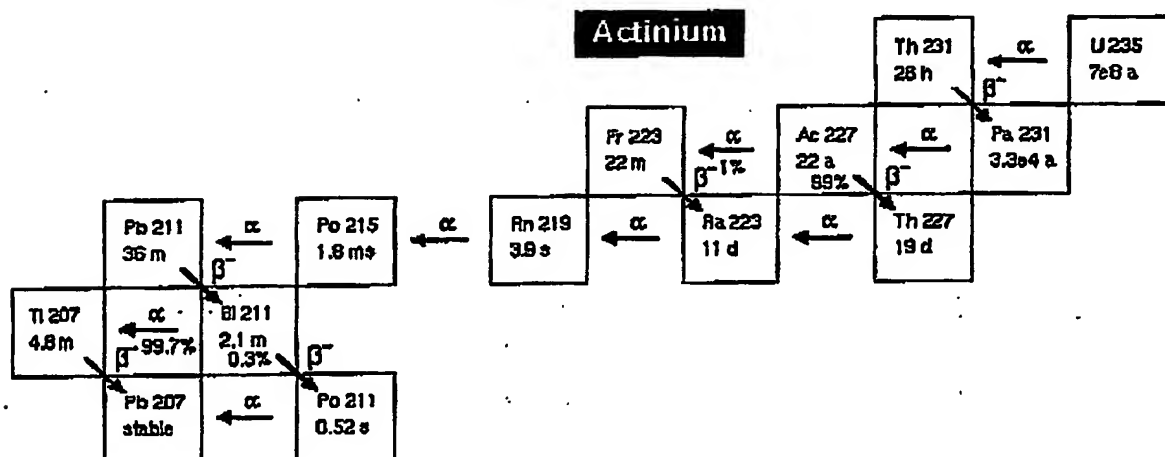 Actinium
Th 231
26 h
α
β⁻
U 235
7e8 a
Fr 223
22 m
α
β⁻ 1%
Ac 227
22 a
99%
α
β⁻
Pa 231
3.3e4 a
Pb 211
36 m
α
β⁻
Po 215
1.8 ms
α
Rn 219
3.9 s
α
Ra 223
11 d
α
Th 227
19 d
Tl 207
4.8 m
α
β⁻ 99.7%
Bi 211
2.1 m
0.3%
β⁻
Pb 207
stable
α
Po 211
0.52 s